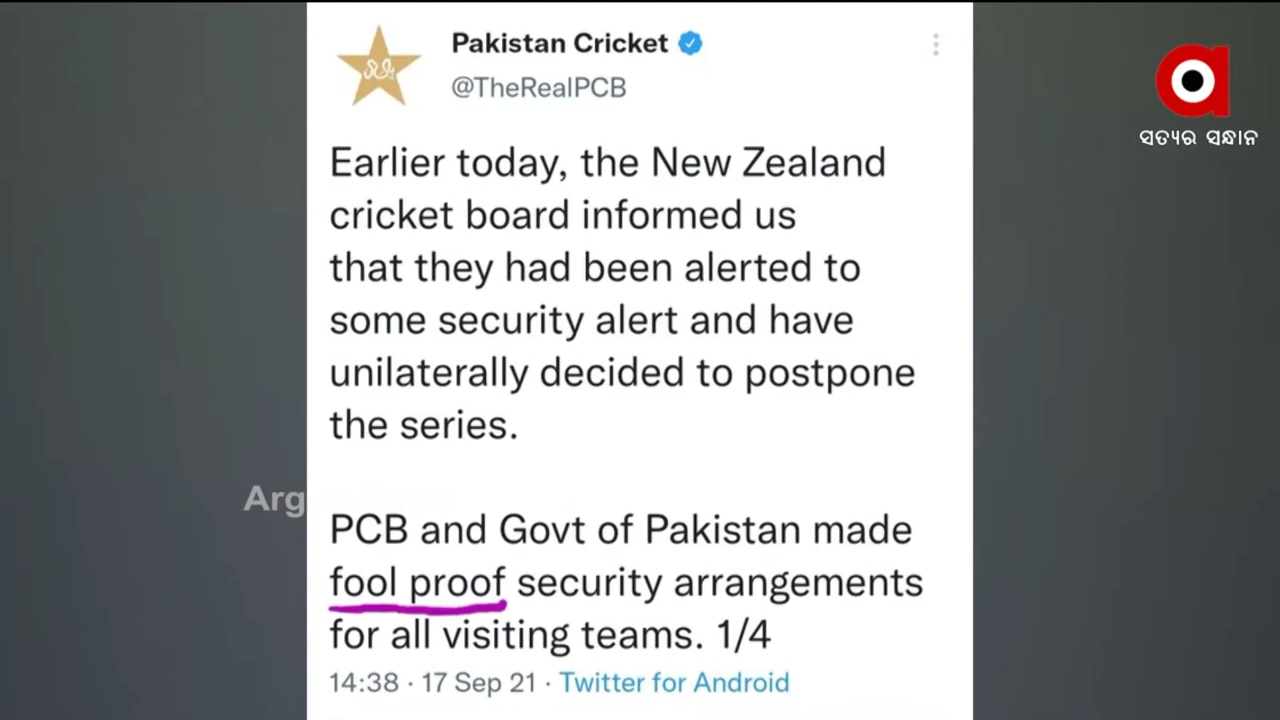 Pakistan Cricket
@TheRealPCB
ସତ୍ୟର ସନ୍ଧାନ
Earlier today, the New Zealand
cricket board informed us
that they had been alerted to
some security alert and have
unilaterally decided to postpone
the series.
PCB and Govt of Pakistan made
fool proof security arrangements
for all visiting teams. 1/4
14:38 · 17 Sep 21 · Twitter for Android